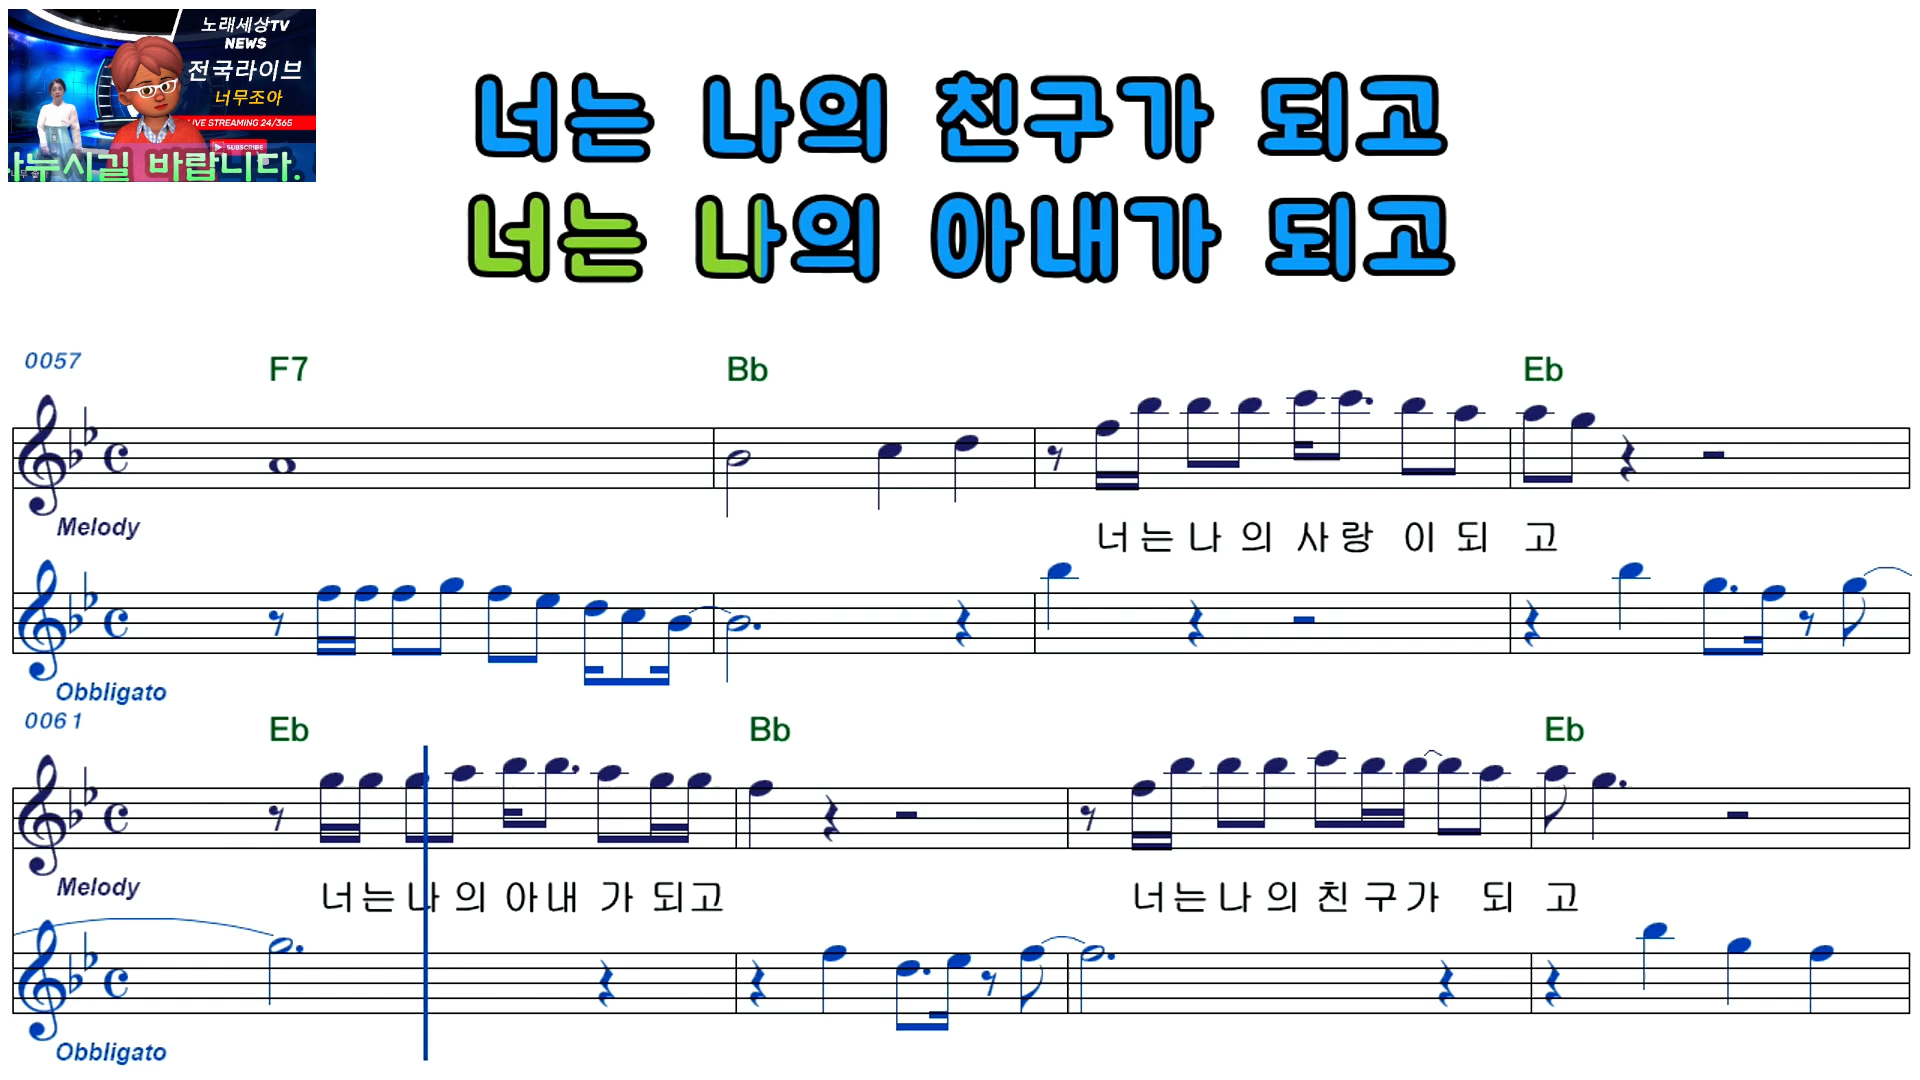 노래세상TV
NEWS
전국라이브
너무조아
LIVE STREAMING 24/365
SUBSCRIBE
나누시길 바랍니다.
너는 나의 친구가 되고
너는 나의 아내가 되고
0057
F7 Bb Eb
Melody
너는나의사랑이되고
Obbligato
0061
Eb Bb Eb
Melody
너는나의아내가되고 너는나의친구가되고
Obbligato